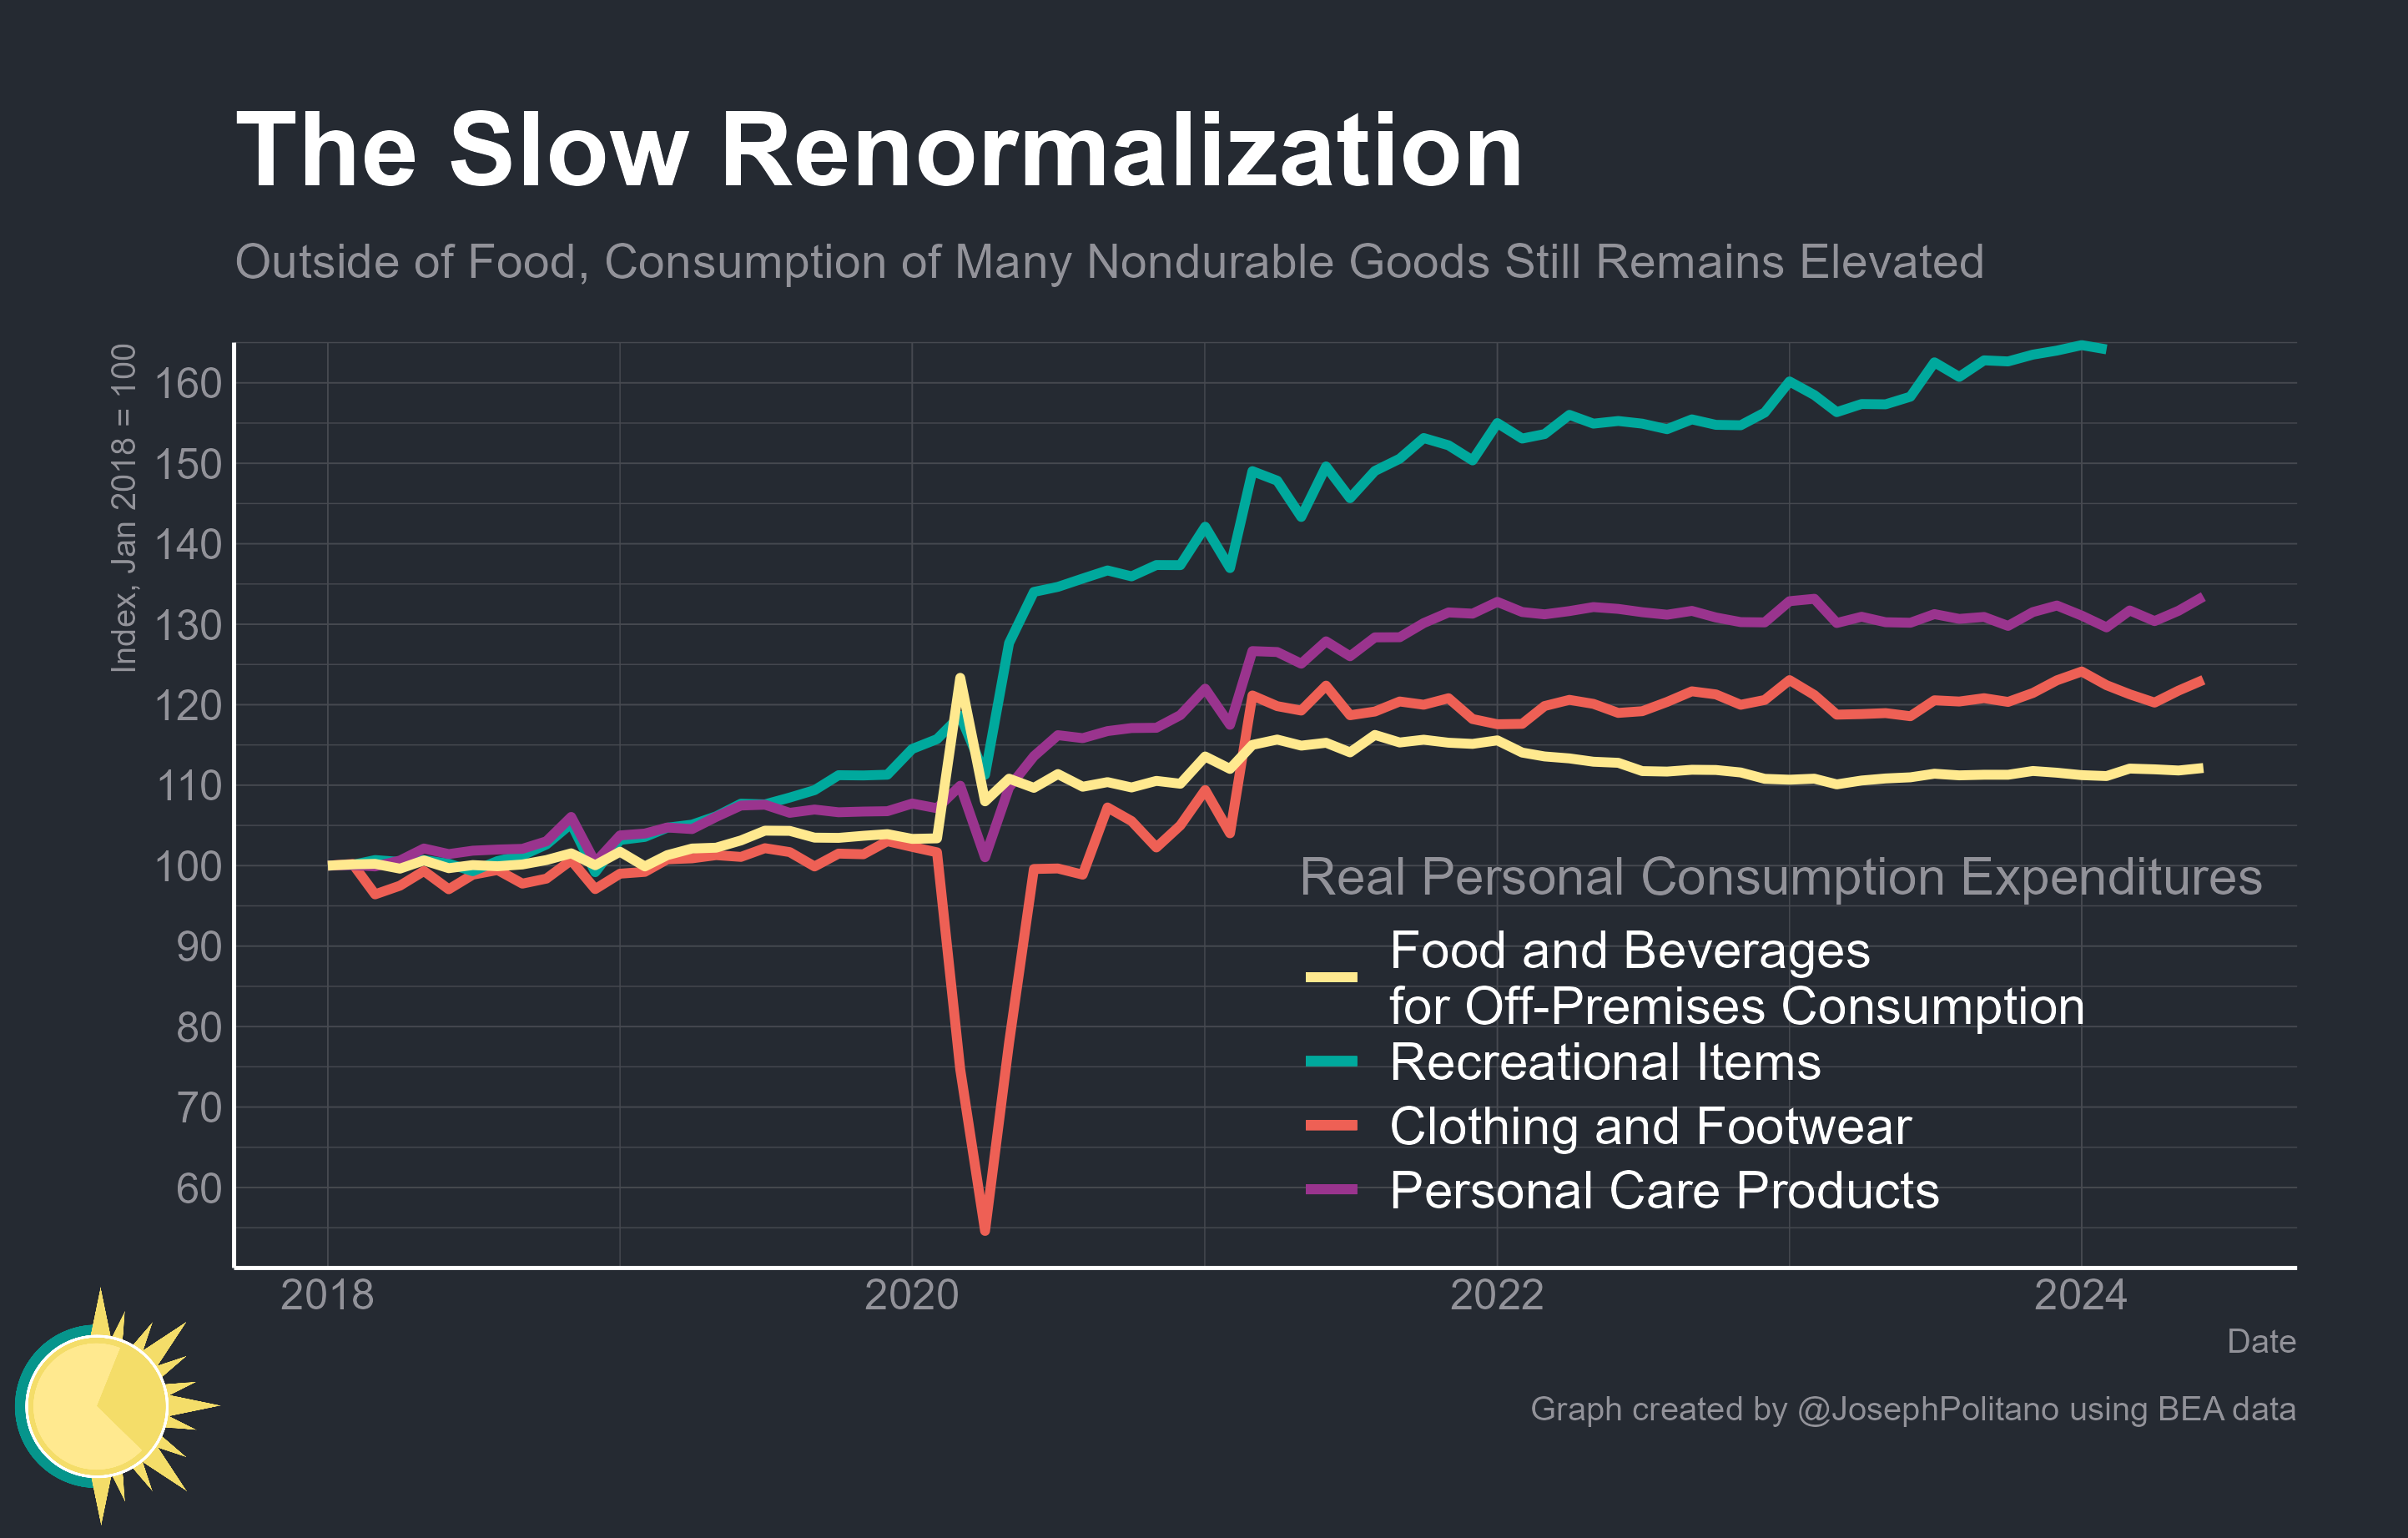 The Slow Renormalization
Outside of Food, Consumption of Many Nondurable Goods Still Remains Elevated
Index, Jan 2018 = 100
160
150
140
130
120
110
100
90
80
70
60
Real Personal Consumption Expenditures
Food and Beverages
for Off-Premises Consumption
Recreational Items
Clothing and Footwear
Personal Care Products
2018 2020 2022 2024
Date
Graph created by @JosephPolitano using BEA data